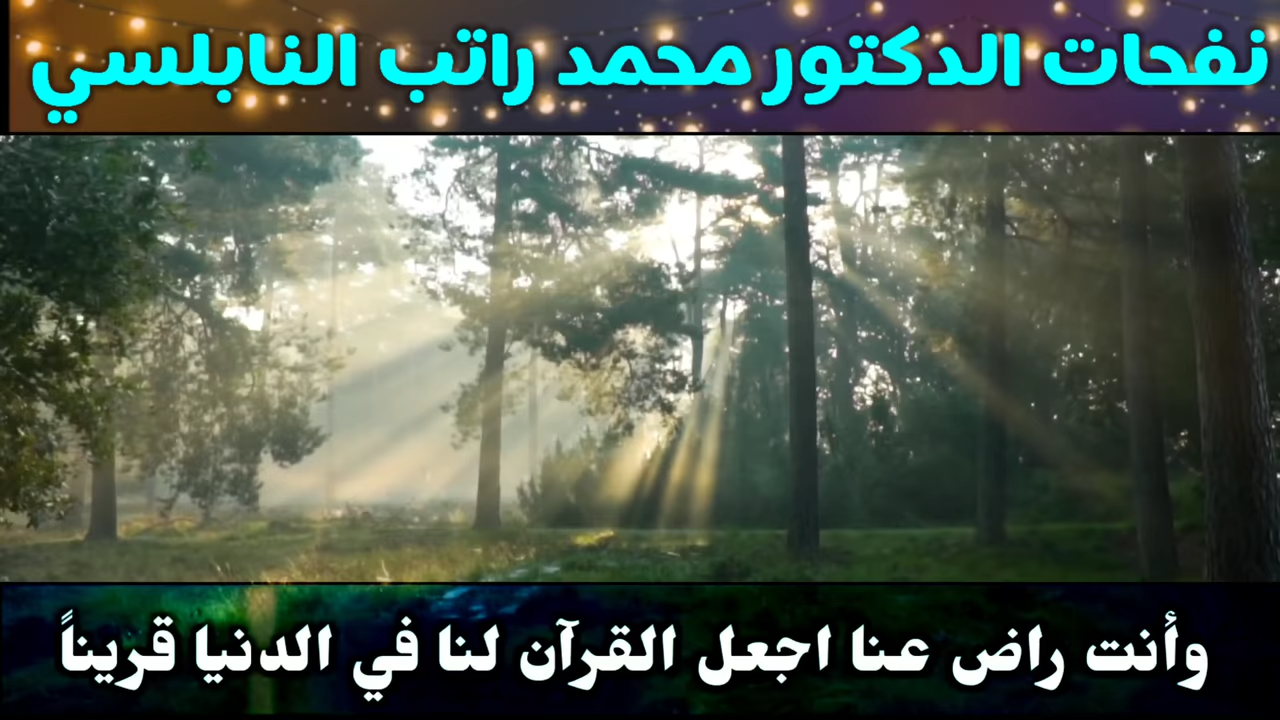 نفحات الدكتور محمد راتب النابلسي
وأنت راض عنا اجعل القرآن لنا في الدنيا قريناً